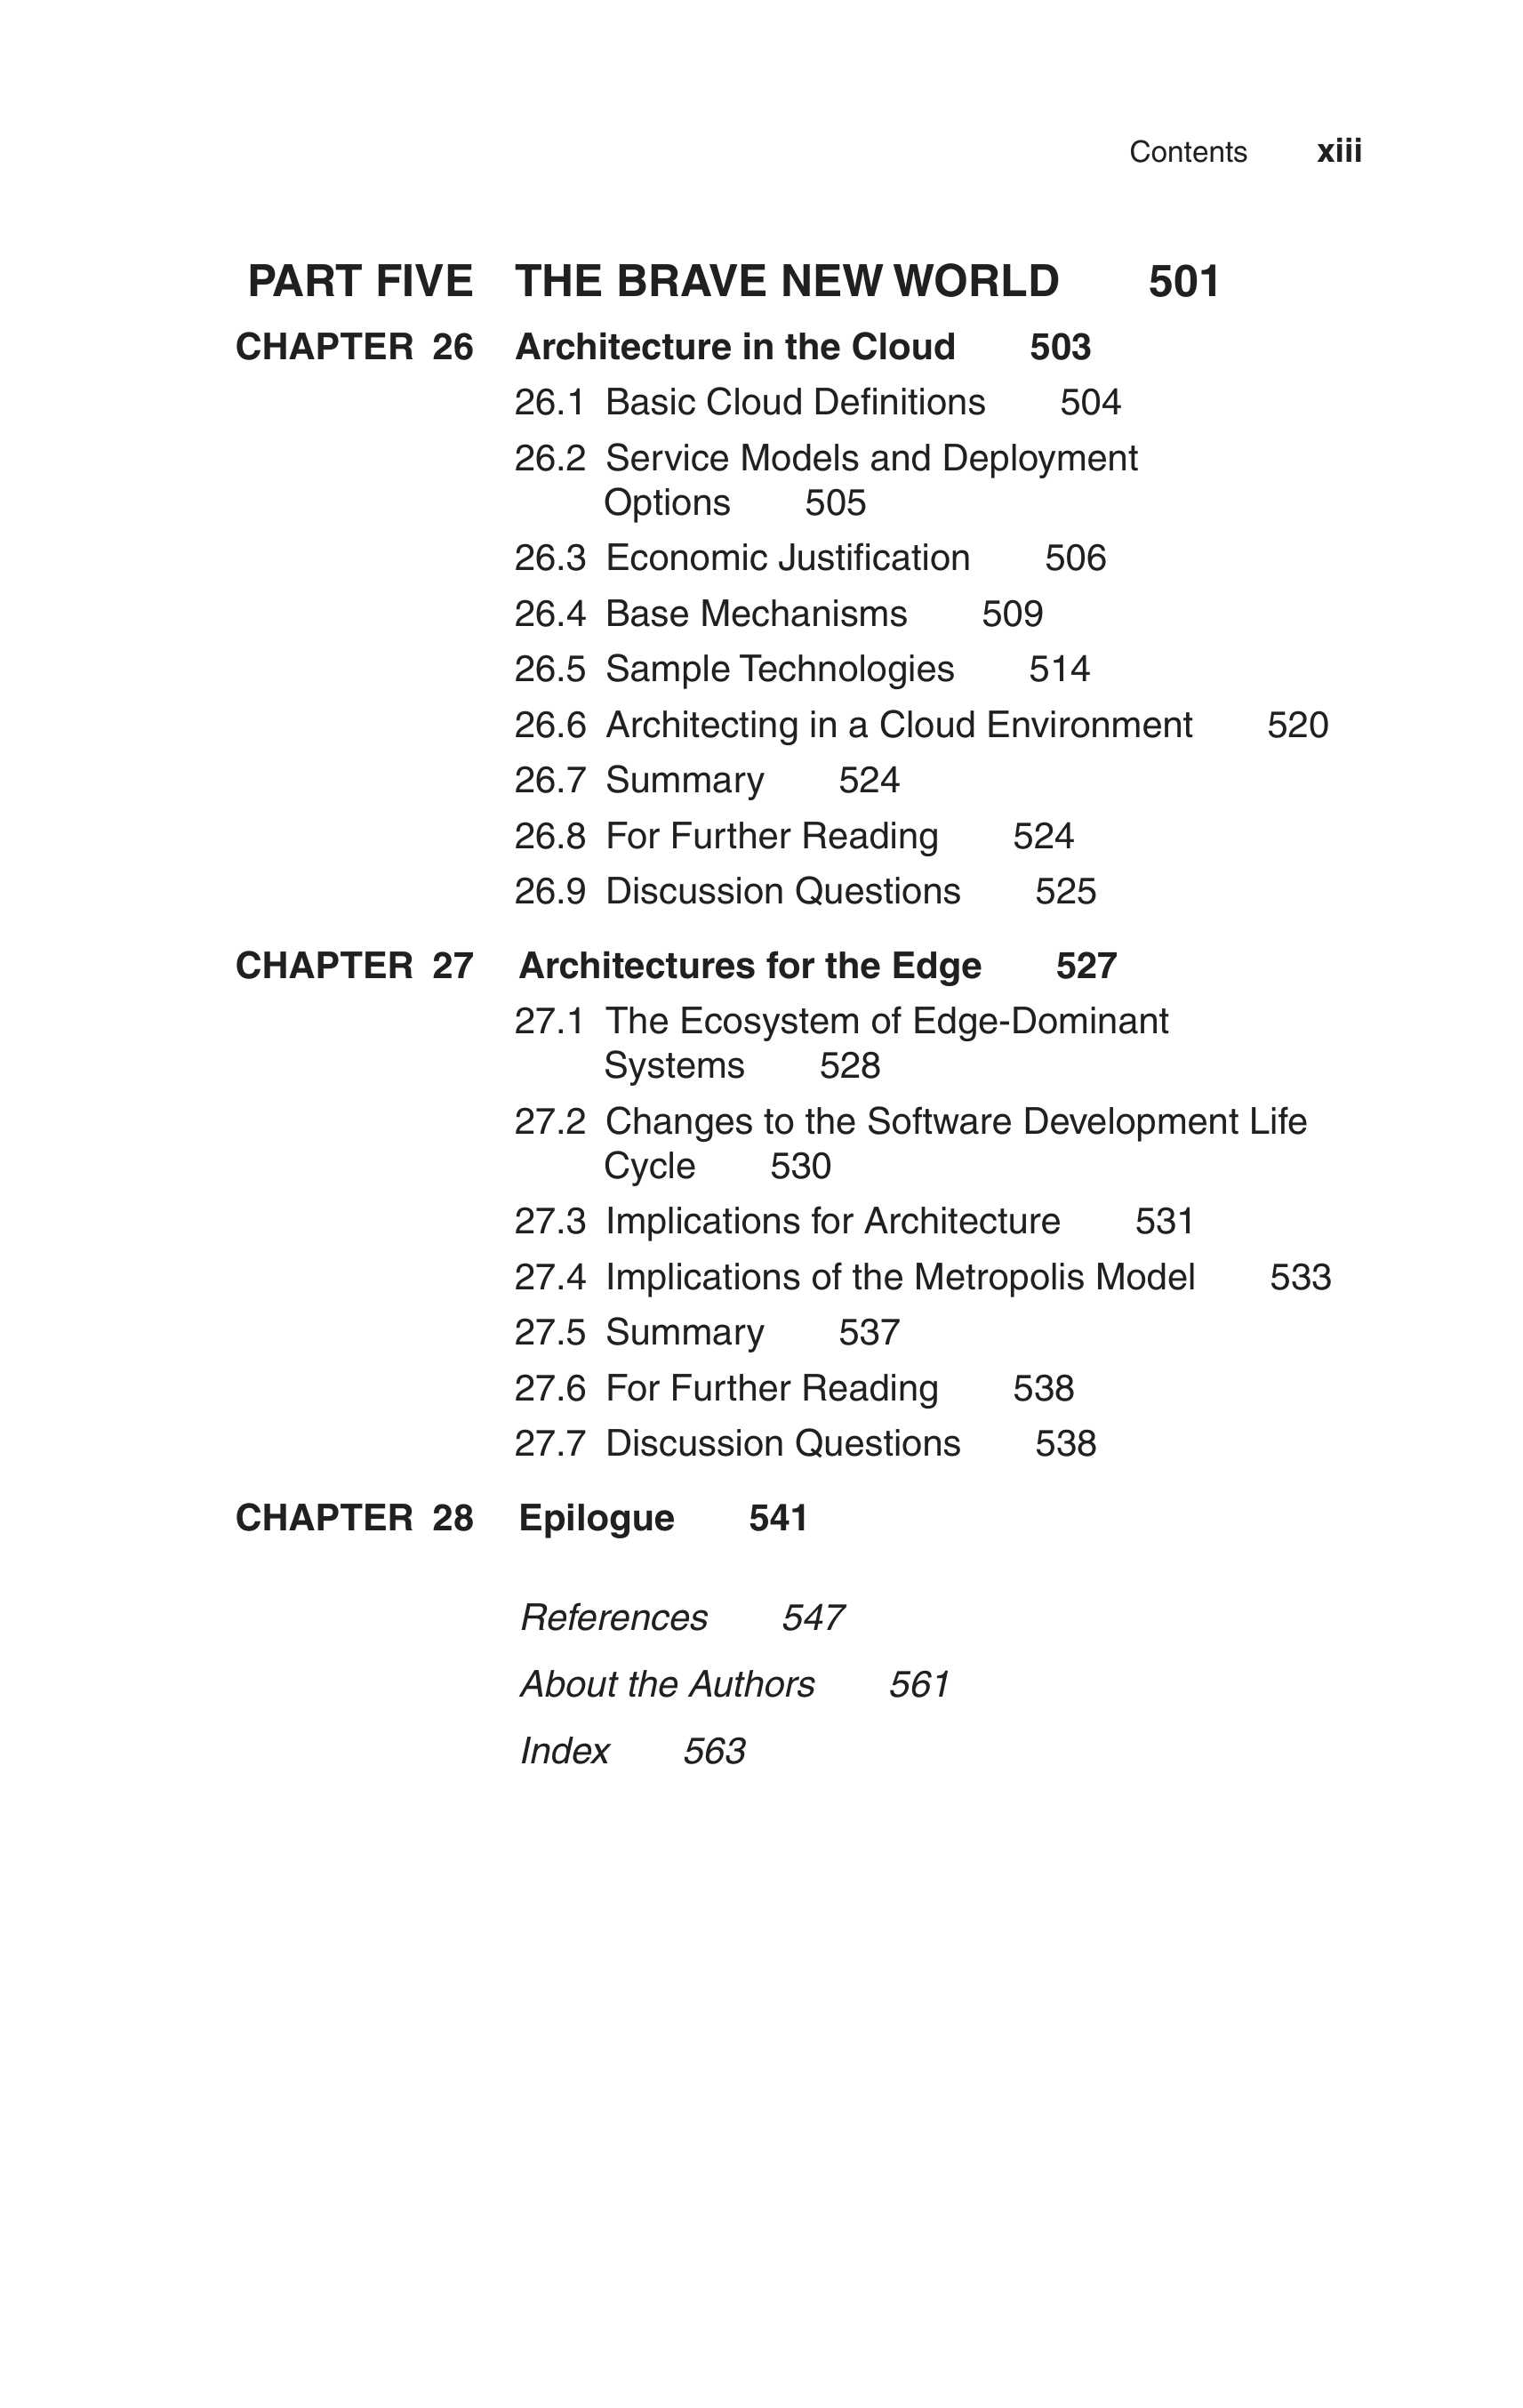 Contents xiii
PART FIVE THE BRAVE NEW WORLD 501
CHAPTER 26 Architecture in the Cloud 503
26.1 Basic Cloud Definitions 504
26.2 Service Models and Deployment
Options 505
26.3 Economic Justification 506
26.4 Base Mechanisms 509
26.5 Sample Technologies 514
26.6 Architecting in a Cloud Environment 520
26.7 Summary 524
26.8 For Further Reading 524
26.9 Discussion Questions 525
CHAPTER 27 Architectures for the Edge 527
27.1 The Ecosystem of Edge-Dominant
Systems 528
27.2 Changes to the Software Development Life
Cycle 530
27.3 Implications for Architecture 531
27.4 Implications of the Metropolis Model 533
27.5 Summary 537
27.6 For Further Reading 538
27.7 Discussion Questions 538
CHAPTER 28 Epilogue 541
References 547
About the Authors 561
Index 563